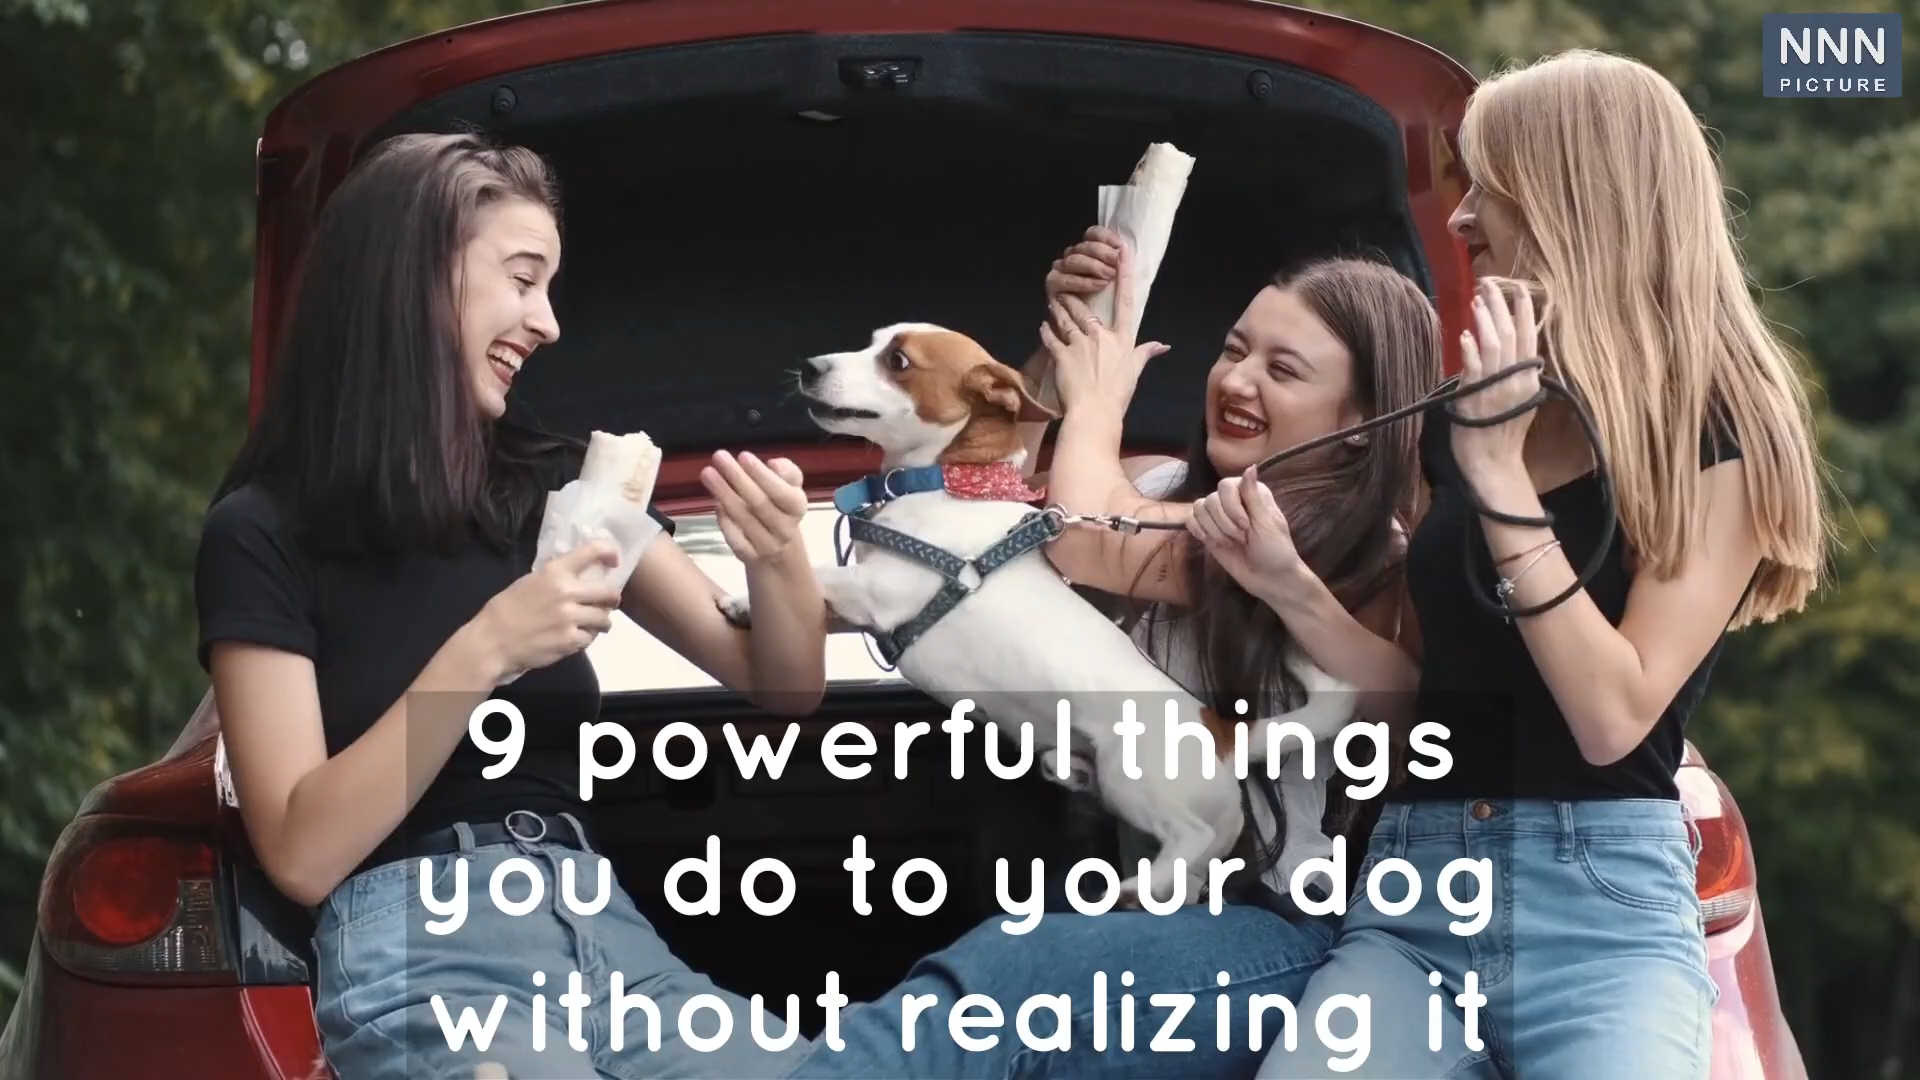 NNN
PICTURE
9 powerful things
you do to your dog
without realizing it